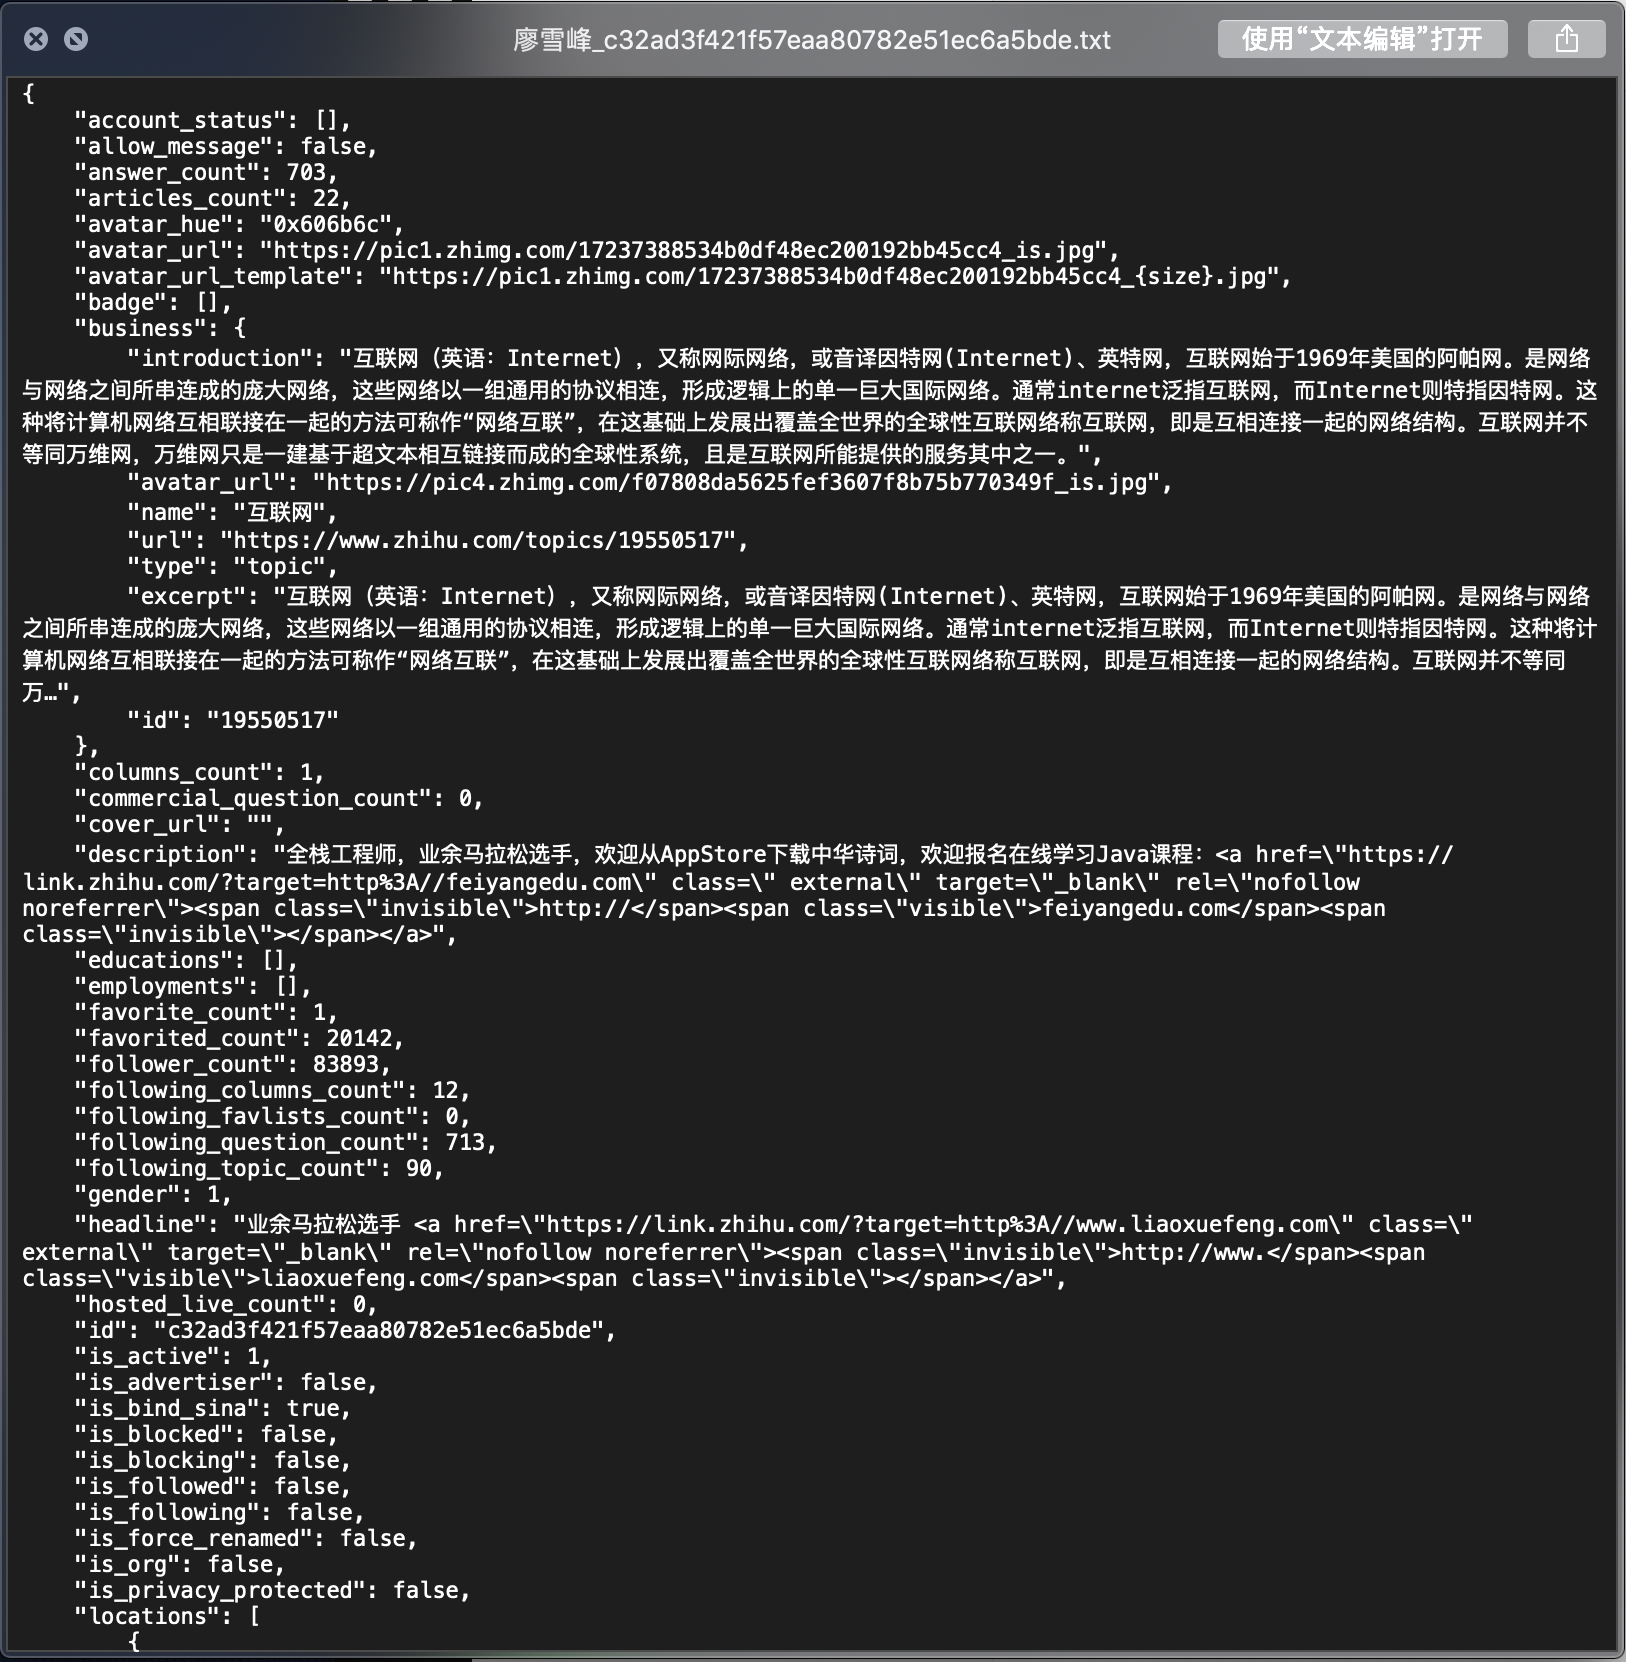 廖雪峰_c32ad3f421f57eaa80782e51ec6a5bde.txt
使用“文本编辑”打开
{
    "account_status": [],
    "allow_message": false,
    "answer_count": 703,
    "articles_count": 22,
    "avatar_hue": "0x606b6c",
    "avatar_url": "https://pic1.zhimg.com/17237388534b0df48ec200192bb45cc4_is.jpg",
    "avatar_url_template": "https://pic1.zhimg.com/17237388534b0df48ec200192bb45cc4_{size}.jpg",
    "badge": [],
    "business": {
        "introduction": "互联网（英语：Internet），又称网际网络，或音译因特网(Internet)、英特网，互联网始于1969年美国的阿帕网。是网络
与网络之间所串连成的庞大网络，这些网络以一组通用的协议相连，形成逻辑上的单一巨大国际网络。通常internet泛指互联网，而Internet则特指因特网。这
种将计算机网络互相联接在一起的方法可称作“网络互联”，在这基础上发展出覆盖全世界的全球性互联网络称互联网，即是互相连接一起的网络结构。互联网并不
等同万维网，万维网只是一建基于超文本相互链接而成的全球性系统，且是互联网所能提供的服务其中之一。",
        "avatar_url": "https://pic4.zhimg.com/f07808da5625fef3607f8b75b770349f_is.jpg",
        "name": "互联网",
        "url": "https://www.zhihu.com/topics/19550517",
        "type": "topic",
        "excerpt": "互联网（英语：Internet），又称网际网络，或音译因特网(Internet)、英特网，互联网始于1969年美国的阿帕网。是网络与网络
之间所串连成的庞大网络，这些网络以一组通用的协议相连，形成逻辑上的单一巨大国际网络。通常internet泛指互联网，而Internet则特指因特网。这种将计
算机网络互相联接在一起的方法可称作“网络互联”，在这基础上发展出覆盖全世界的全球性互联网络称互联网，即是互相连接一起的网络结构。互联网并不等同
万…",
        "id": "19550517"
    },
    "columns_count": 1,
    "commercial_question_count": 0,
    "cover_url": "",
    "description": "全栈工程师，业余马拉松选手，欢迎从AppStore下载中华诗词，欢迎报名在线学习Java课程：<a href=\"https://
link.zhihu.com/?target=http%3A//feiyangedu.com\" class=\" external\" target=\"_blank\" rel=\"nofollow
noreferrer\"><span class=\"invisible\">http://</span><span class=\"visible\">feiyangedu.com</span><span
class=\"invisible\"></span></a>",
    "educations": [],
    "employments": [],
    "favorite_count": 1,
    "favorited_count": 20142,
    "follower_count": 83893,
    "following_columns_count": 12,
    "following_favlists_count": 0,
    "following_question_count": 713,
    "following_topic_count": 90,
    "gender": 1,
    "headline": "业余马拉松选手 <a href=\"https://link.zhihu.com/?target=http%3A//www.liaoxuefeng.com\" class=\"
external\" target=\"_blank\" rel=\"nofollow noreferrer\"><span class=\"invisible\">http://www.</span><span
class=\"visible\">liaoxuefeng.com</span><span class=\"invisible\"></span></a>",
    "hosted_live_count": 0,
    "id": "c32ad3f421f57eaa80782e51ec6a5bde",
    "is_active": 1,
    "is_advertiser": false,
    "is_bind_sina": true,
    "is_blocked": false,
    "is_blocking": false,
    "is_followed": false,
    "is_following": false,
    "is_force_renamed": false,
    "is_org": false,
    "is_privacy_protected": false,
    "locations": [
        {